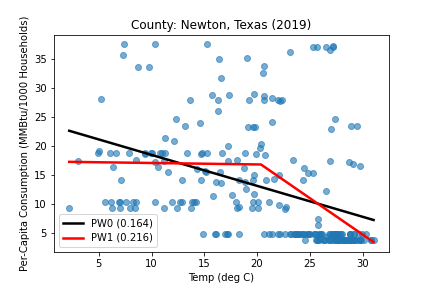 County: Newton, Texas (2019)
Per-Capita Consumption (MMBtu/1000 Households)
35
30
25
20
15
10
5
PW0 (0.164)
PW1 (0.216)
5
10
15
20
25
30
Temp (deg C)